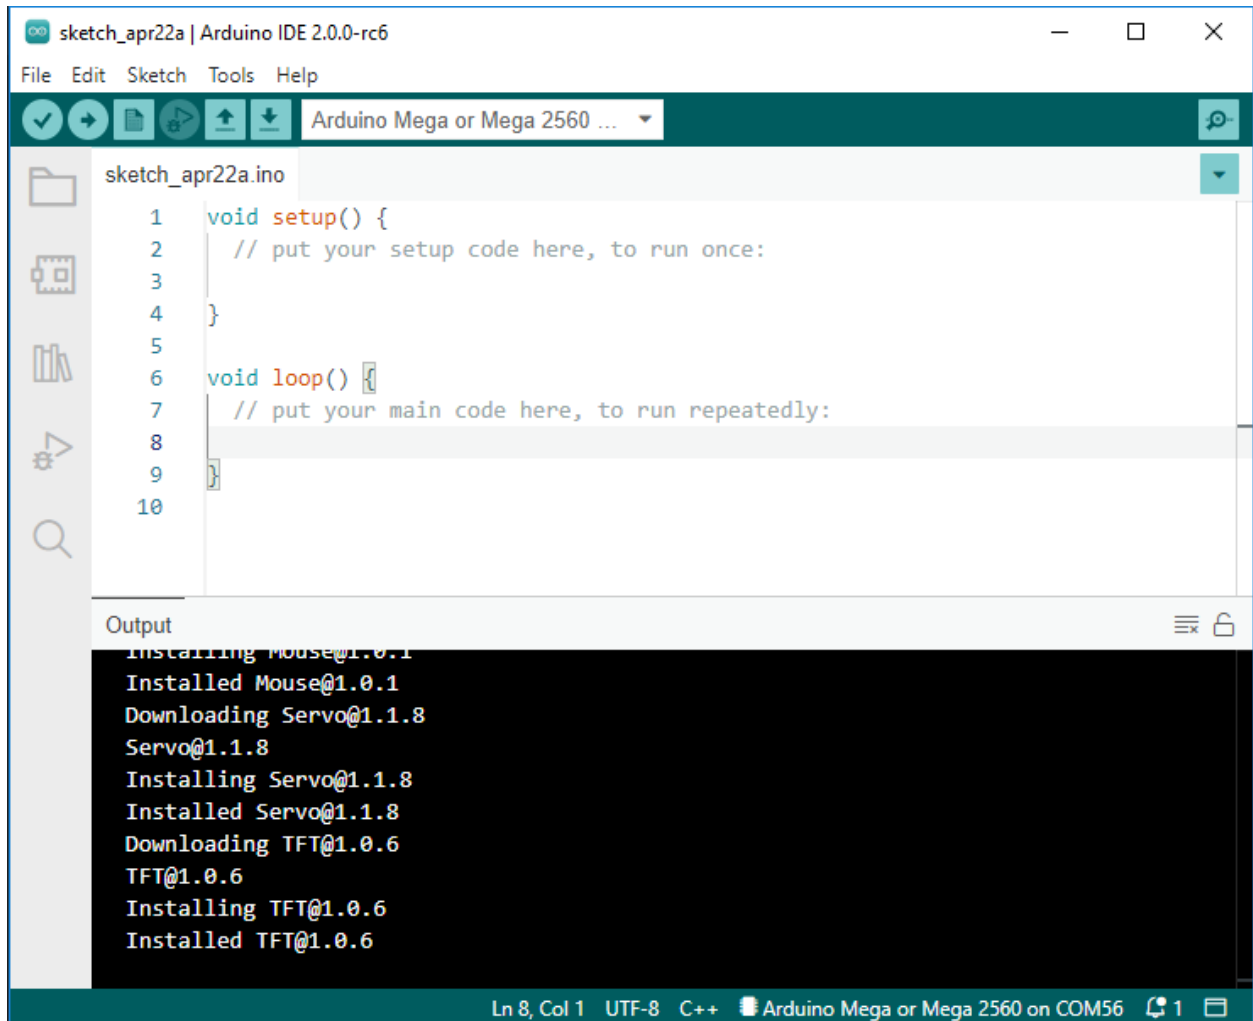 sketch_apr22a | Arduino IDE 2.0.0-rc6
File Edit Sketch Tools Help
Arduino Mega or Mega 2560 ...
sketch_apr22a.ino
1 void setup() {
2 // put your setup code here, to run once:
3
4 }
5
6 void loop() {
7 // put your main code here, to run repeatedly:
8
9 }
10
Output
Installing Mouse@1.0.1
Installed Mouse@1.0.1
Downloading Servo@1.1.8
Servo@1.1.8
Installing Servo@1.1.8
Installed Servo@1.1.8
Downloading TFT@1.0.6
TFT@1.0.6
Installing TFT@1.0.6
Installed TFT@1.0.6
Ln 8, Col 1 UTF-8 C++ Arduino Mega or Mega 2560 on COM56 1